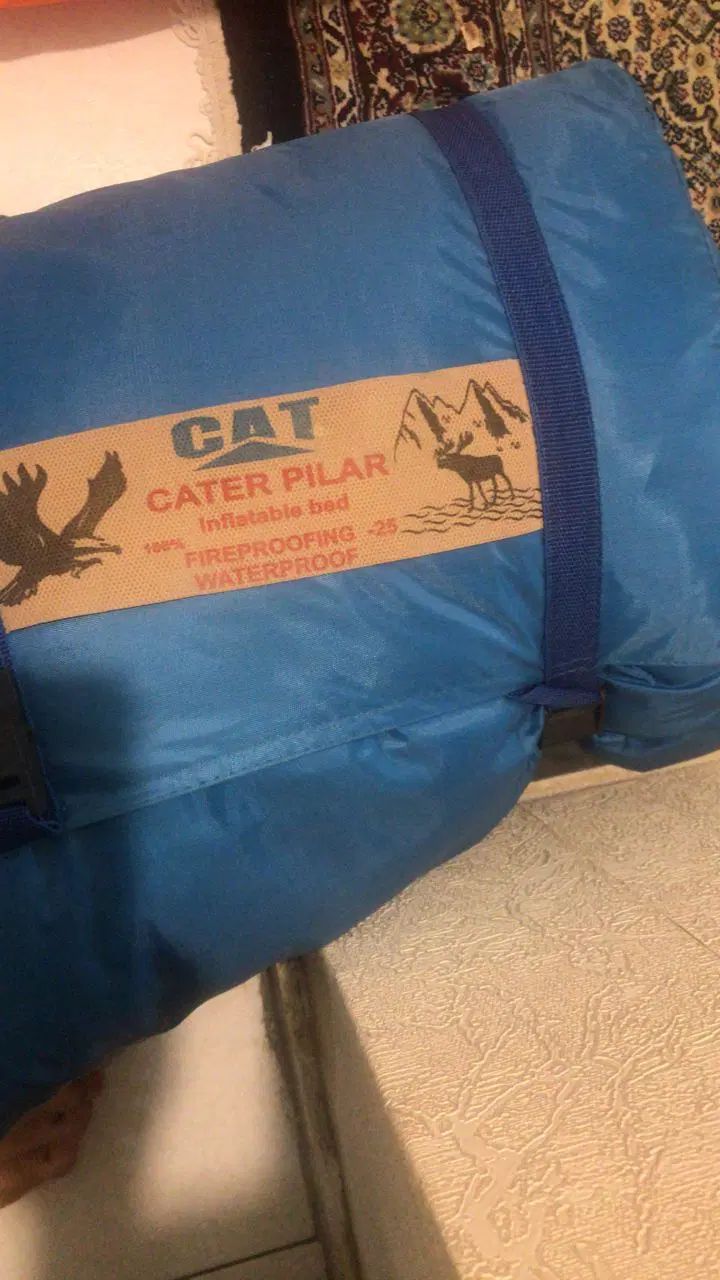 CAT
CATER PILAR
Inflatable bed
100% FIREPROOFING -25
WATERPROOF